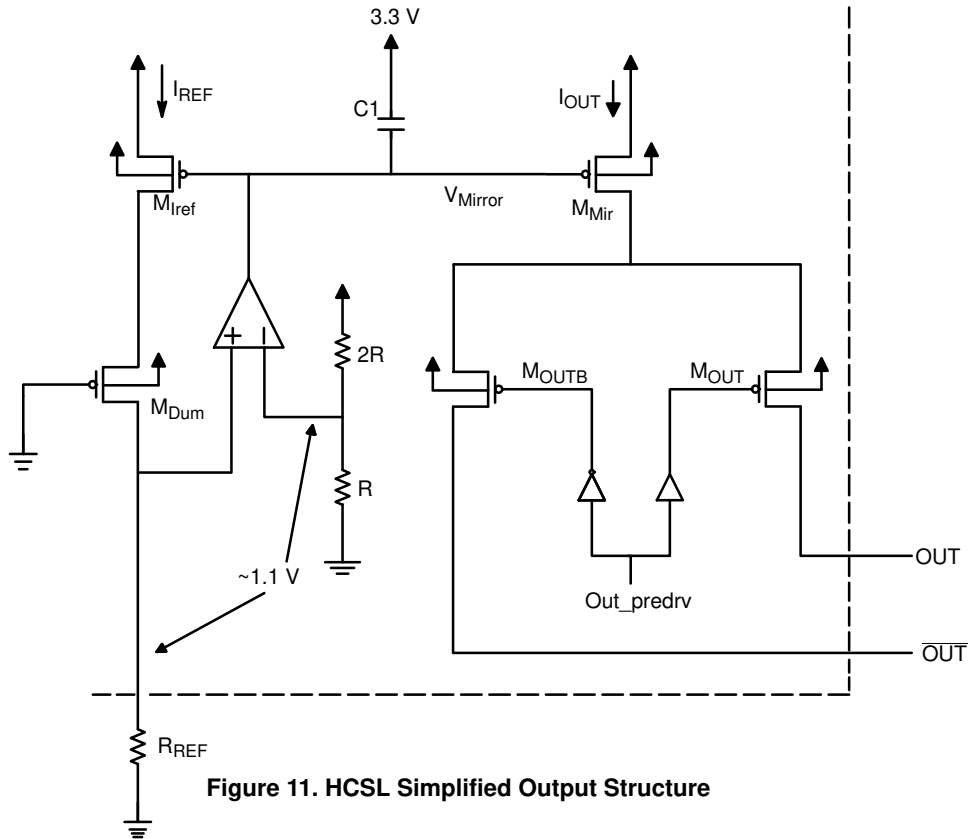 3.3 V
I_REF
C1
I_OUT
M_Iref
V_Mirror
M_Mir
+
−
2R
M_Dum
M_OUTB
M_OUT
R
~1.1 V
Out_predrv
OUT
O̅U̅T̅
R_REF
Figure 11. HCSL Simplified Output Structure